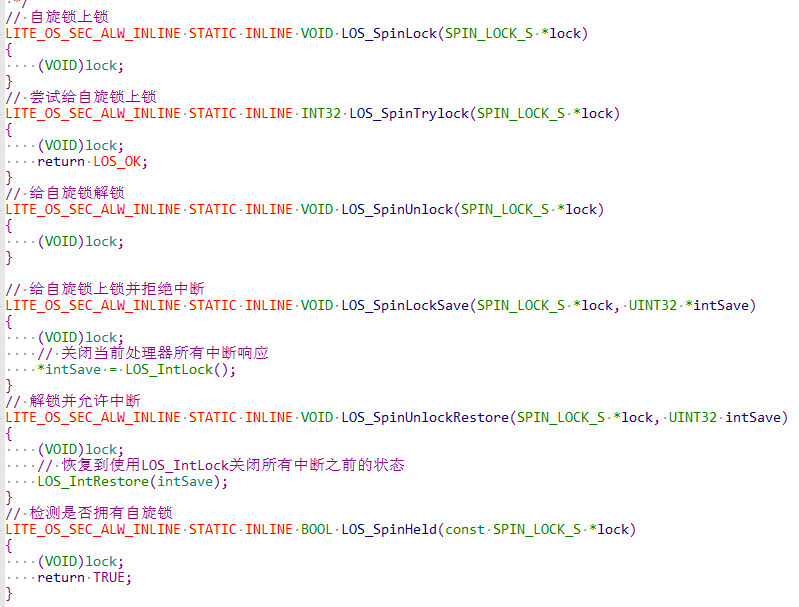 */
// 自旋锁上锁
LITE_OS_SEC_ALW_INLINE STATIC INLINE VOID LOS_SpinLock(SPIN_LOCK_S *lock)
{
    (VOID)lock;
}
// 尝试给自旋锁上锁
LITE_OS_SEC_ALW_INLINE STATIC INLINE INT32 LOS_SpinTrylock(SPIN_LOCK_S *lock)
{
    (VOID)lock;
    return LOS_OK;
}
// 给自旋锁解锁
LITE_OS_SEC_ALW_INLINE STATIC INLINE VOID LOS_SpinUnlock(SPIN_LOCK_S *lock)
{
    (VOID)lock;
}
// 给自旋锁上锁并拒绝中断
LITE_OS_SEC_ALW_INLINE STATIC INLINE VOID LOS_SpinLockSave(SPIN_LOCK_S *lock, UINT32 *intSave)
{
    (VOID)lock;
    // 关闭当前处理器所有中断响应
    *intSave = LOS_IntLock();
}
// 解锁并允许中断
LITE_OS_SEC_ALW_INLINE STATIC INLINE VOID LOS_SpinUnlockRestore(SPIN_LOCK_S *lock, UINT32 intSave)
{
    (VOID)lock;
    // 恢复到使用LOS_IntLock关闭所有中断之前的状态
    LOS_IntRestore(intSave);
}
// 检测是否拥有自旋锁
LITE_OS_SEC_ALW_INLINE STATIC INLINE BOOL LOS_SpinHeld(const SPIN_LOCK_S *lock)
{
    (VOID)lock;
    return TRUE;
}